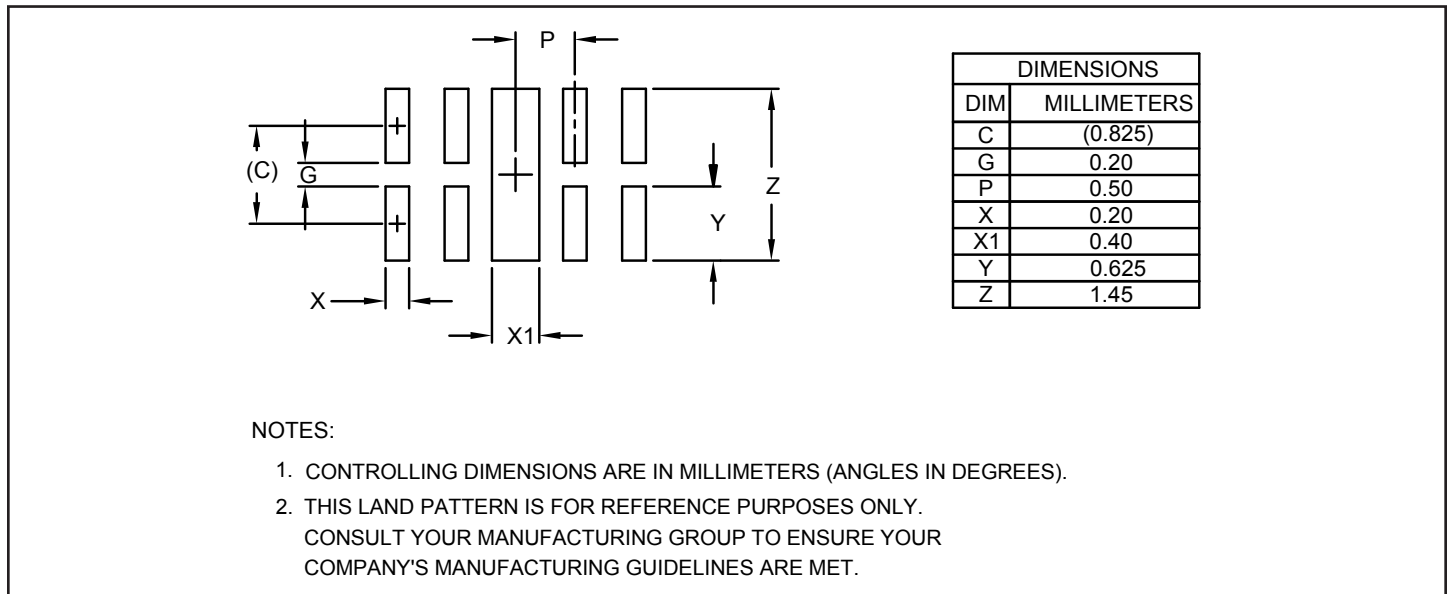 P
(C)
G
Z
Y
X
X1
DIMENSIONS
DIM MILLIMETERS
C (0.825)
G 0.20
P 0.50
X 0.20
X1 0.40
Y 0.625
Z 1.45
NOTES:
1. CONTROLLING DIMENSIONS ARE IN MILLIMETERS (ANGLES IN DEGREES).
2. THIS LAND PATTERN IS FOR REFERENCE PURPOSES ONLY.
CONSULT YOUR MANUFACTURING GROUP TO ENSURE YOUR
COMPANY'S MANUFACTURING GUIDELINES ARE MET.